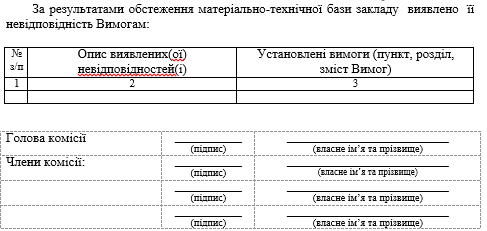 За результатами обстеження матеріально-технічної бази закладу виявлено її
невідповідність Вимогам:
№ з/п
Опис виявлених(ої) невідповідностей(і)
Установлені вимоги (пункт, розділ, зміст Вимог)
1 2 3
Голова комісії
(підпис) (власне ім’я та прізвище)
Члени комісії:
(підпис) (власне ім’я та прізвище)
(підпис) (власне ім’я та прізвище)
(підпис) (власне ім’я та прізвище)